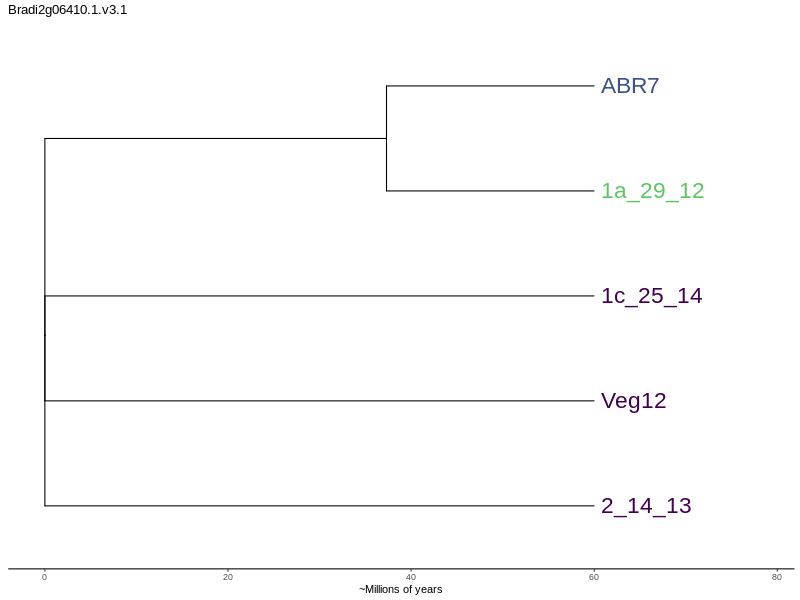 Bradi2g06410.1.v3.1
ABR7
1a_29_12
1c_25_14
Veg12
2_14_13
0 20 40 60 80
~Millions of years